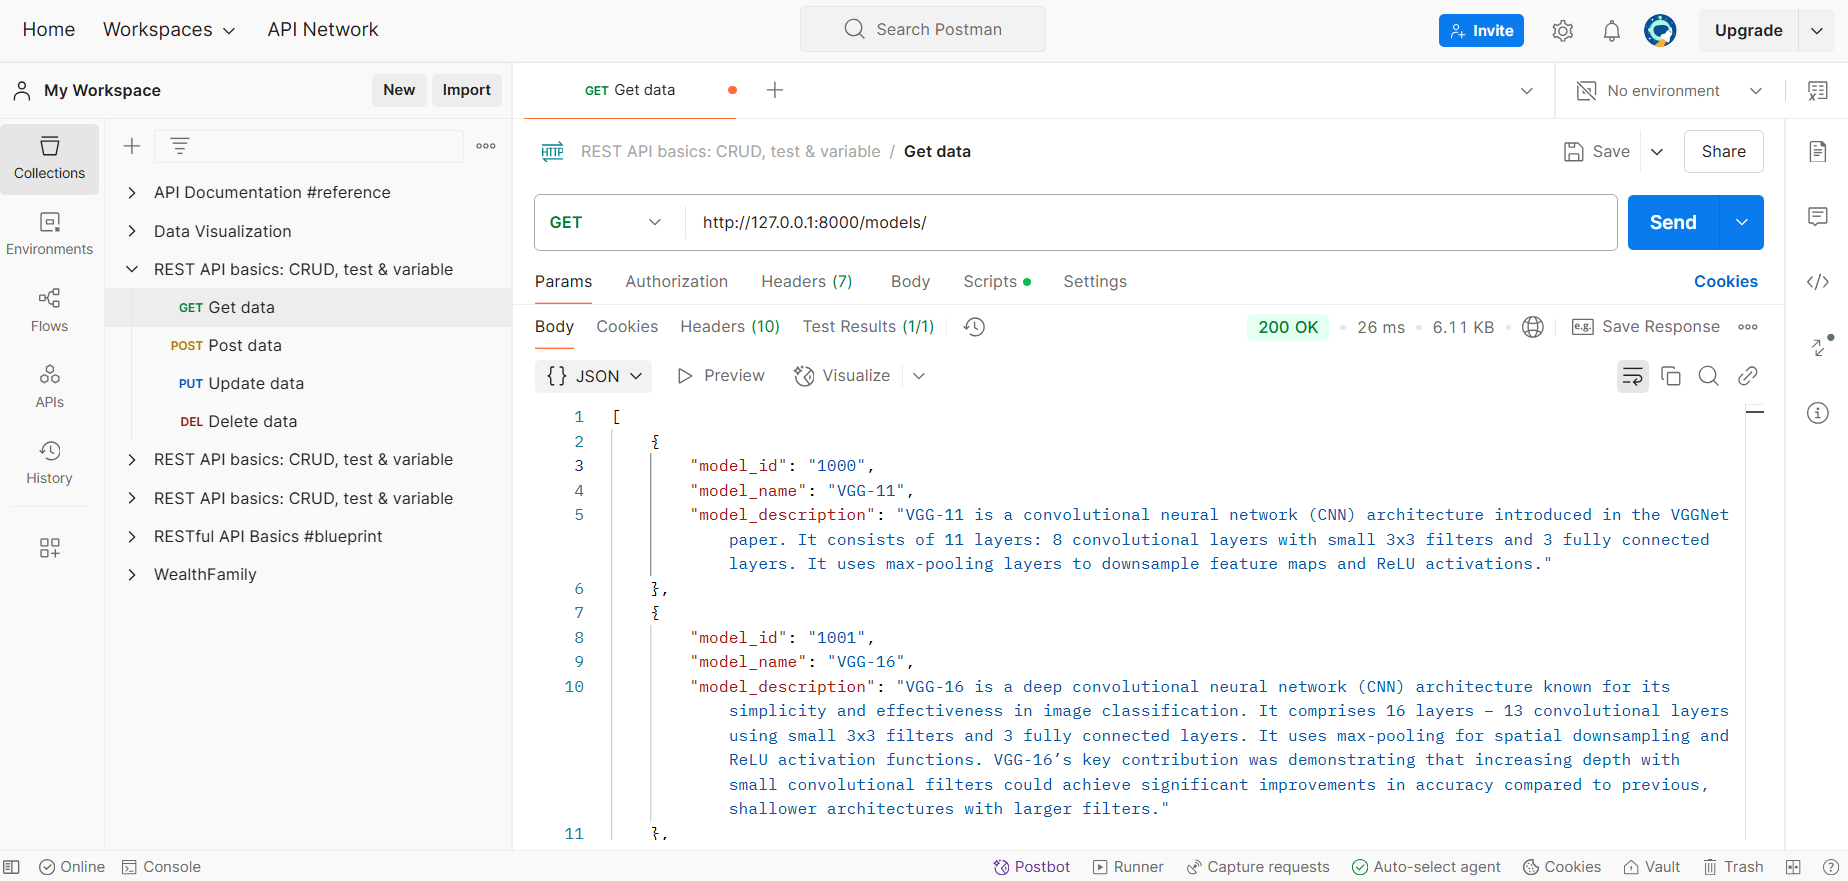 Home Workspaces API Network Search Postman Invite Upgrade
My Workspace New Import GET Get data No environment
Collections
Environments
Flows
APIs
History
API Documentation #reference
Data Visualization
REST API basics: CRUD, test & variable
GET Get data
POST Post data
PUT Update data
DEL Delete data
REST API basics: CRUD, test & variable
REST API basics: CRUD, test & variable
RESTful API Basics #blueprint
WealthFamily
HTTP REST API basics: CRUD, test & variable / Get data Save Share
GET http://127.0.0.1:8000/models/ Send
Params Authorization Headers (7) Body Scripts Settings Cookies
Body Cookies Headers (10) Test Results (1/1) 200 OK 26 ms 6.11 KB e.g. Save Response
{} JSON Preview Visualize
1 [
2 {
3 "model_id": "1000",
4 "model_name": "VGG-11",
5 "model_description": "VGG-11 is a convolutional neural network (CNN) architecture introduced in the VGGNet
paper. It consists of 11 layers: 8 convolutional layers with small 3x3 filters and 3 fully connected
layers. It uses max-pooling layers to downsample feature maps and ReLU activations."
6 },
7 {
8 "model_id": "1001",
9 "model_name": "VGG-16",
10 "model_description": "VGG-16 is a deep convolutional neural network (CNN) architecture known for its
simplicity and effectiveness in image classification. It comprises 16 layers – 13 convolutional layers
using small 3x3 filters and 3 fully connected layers. It uses max-pooling for spatial downsampling and
ReLU activation functions. VGG-16’s key contribution was demonstrating that increasing depth with
small convolutional filters could achieve significant improvements in accuracy compared to previous,
shallower architectures with larger filters."
11 },
Online Console Postbot Runner Capture requests Auto-select agent Cookies Vault Trash